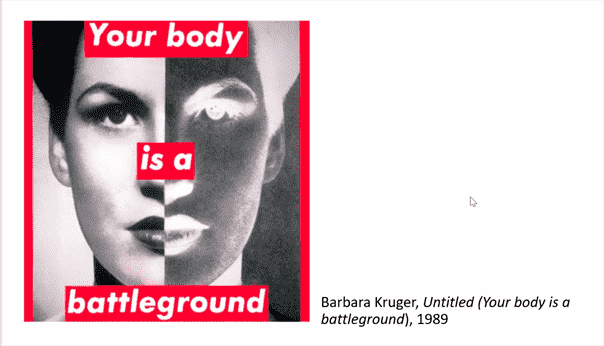 Your body
is a
battleground
Barbara Kruger, Untitled (Your body is a
battleground), 1989